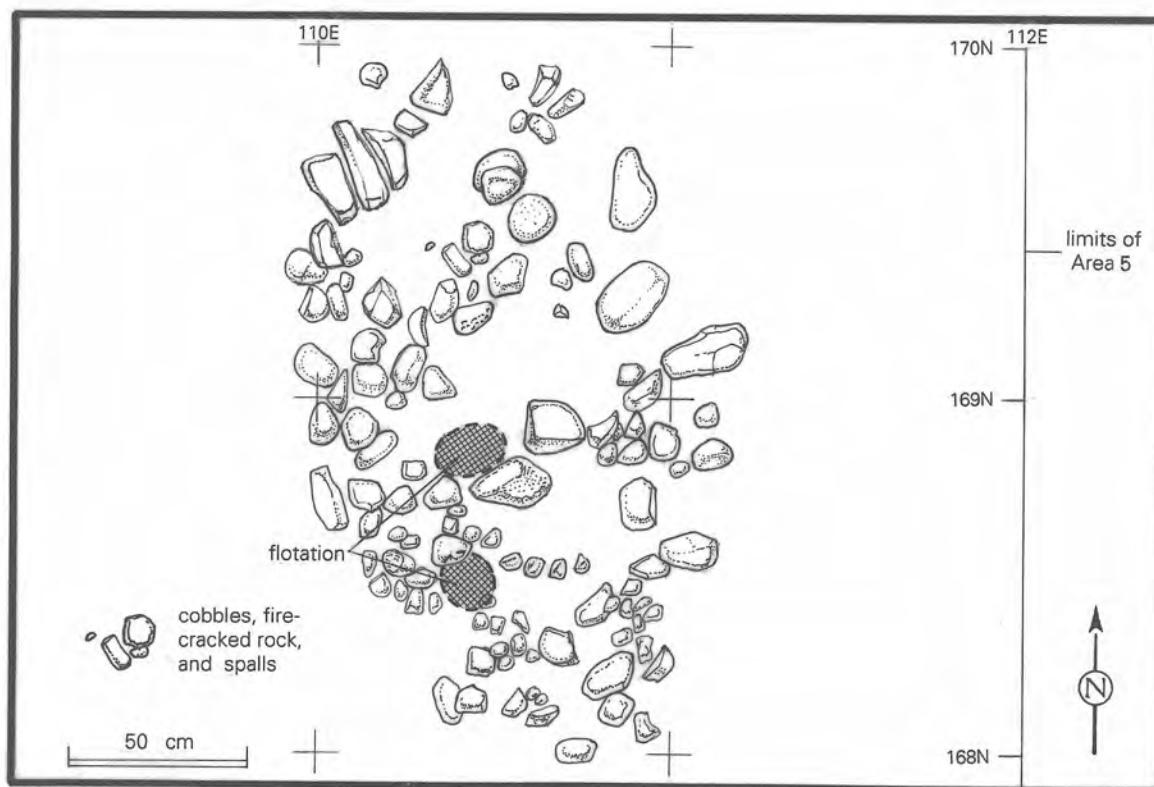 110E
112E
170N
limits of
Area 5
169N
flotation
cobbles, fire-
cracked rock,
and spalls
N
50 cm
168N